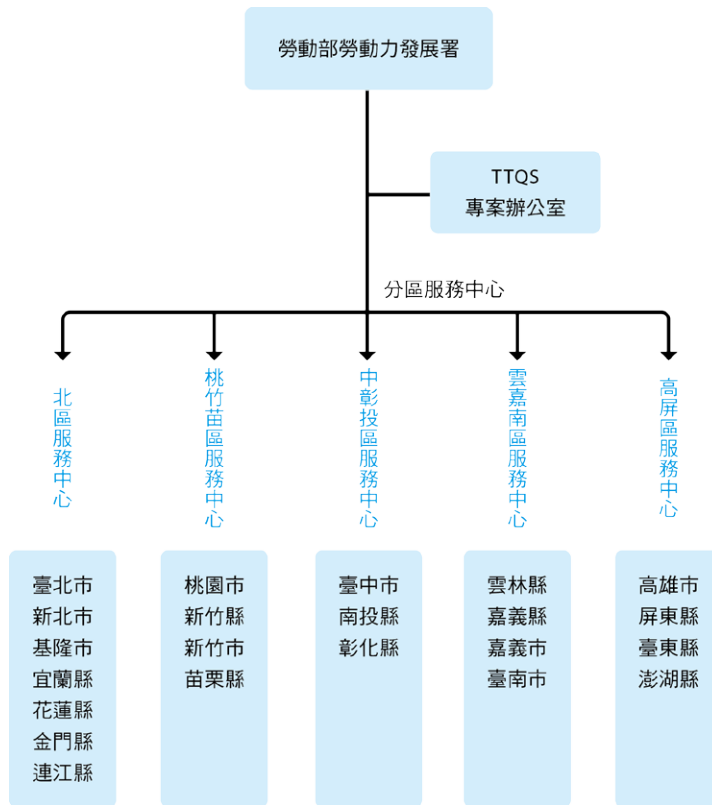 勞動部勞動力發展署
TTQS
專案辦公室
分區服務中心
北區服務中心
臺北市
新北市
基隆市
宜蘭縣
花蓮縣
金門縣
連江縣
桃竹苗區服務中心
桃園市
新竹縣
新竹市
苗栗縣
中彰投區服務中心
臺中市
南投縣
彰化縣
雲嘉南區服務中心
雲林縣
嘉義縣
嘉義市
臺南市
高屏區服務中心
高雄市
屏東縣
臺東縣
澎湖縣